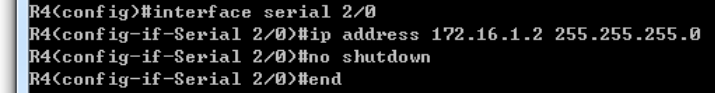 R4(config)#interface serial 2/0
R4(config-if-Serial 2/0)#ip address 172.16.1.2 255.255.255.0
R4(config-if-Serial 2/0)#no shutdown
R4(config-if-Serial 2/0)#end